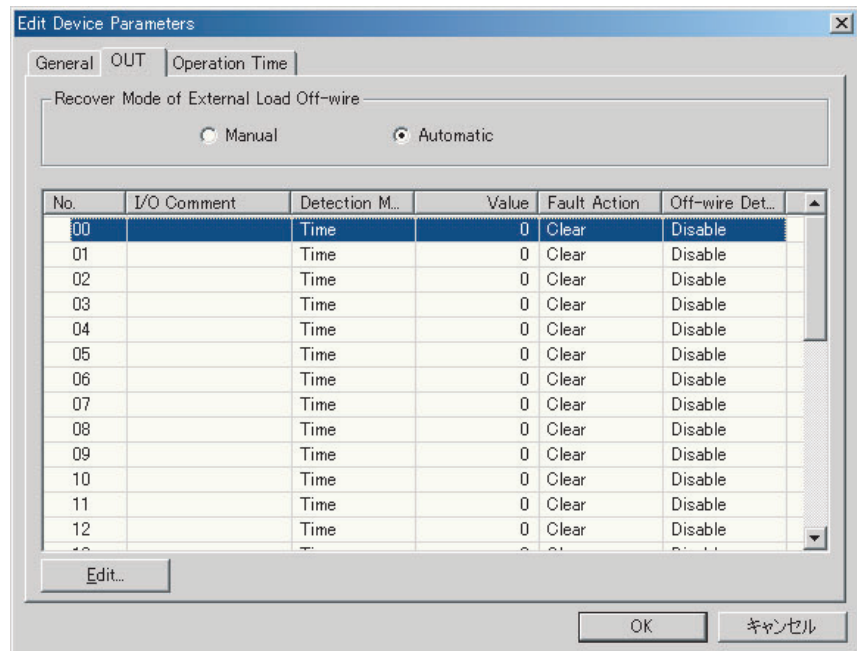 Edit Device Parameters
General OUT Operation Time
Recover Mode of External Load Off-wire
Manual Automatic
No. I/O Comment Detection M... Value Fault Action Off-wire Det...
00 Time 0 Clear Disable
01 Time 0 Clear Disable
02 Time 0 Clear Disable
03 Time 0 Clear Disable
04 Time 0 Clear Disable
05 Time 0 Clear Disable
06 Time 0 Clear Disable
07 Time 0 Clear Disable
08 Time 0 Clear Disable
09 Time 0 Clear Disable
10 Time 0 Clear Disable
11 Time 0 Clear Disable
12 Time 0 Clear Disable
Edit...
OK キャンセル